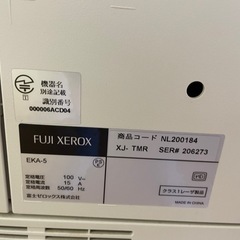 機器名
別途記載
識別番号
000006ACD04
FUJI XEROX
商品コード NL200184
XJ- TMR SER# 206273
EKA-5
定格電圧 100 V~
定格電流 15 A
定格周波数 50/60 Hz
富士ゼロックス株式会社
クラス1レーザ製品
MADE IN CHINA